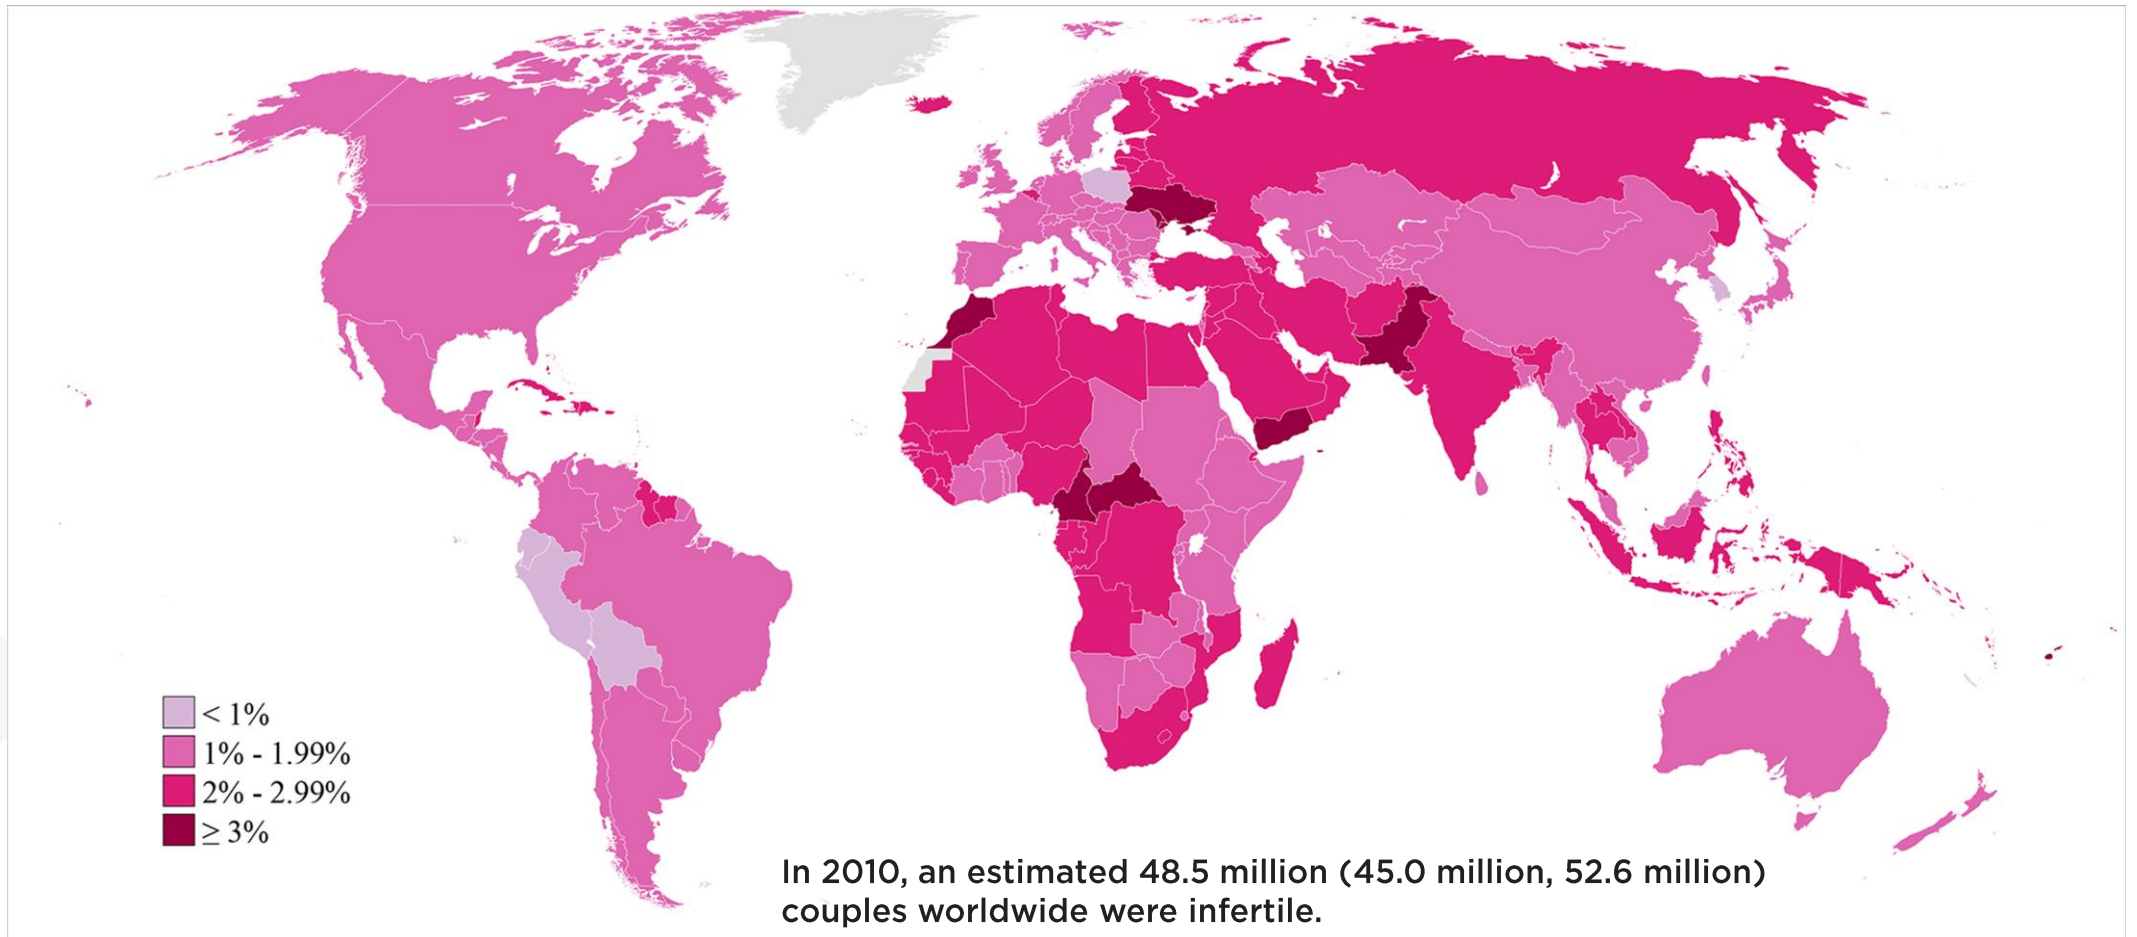 < 1%
1% - 1.99%
2% - 2.99%
≥ 3%
In 2010, an estimated 48.5 million (45.0 million, 52.6 million)
couples worldwide were infertile.